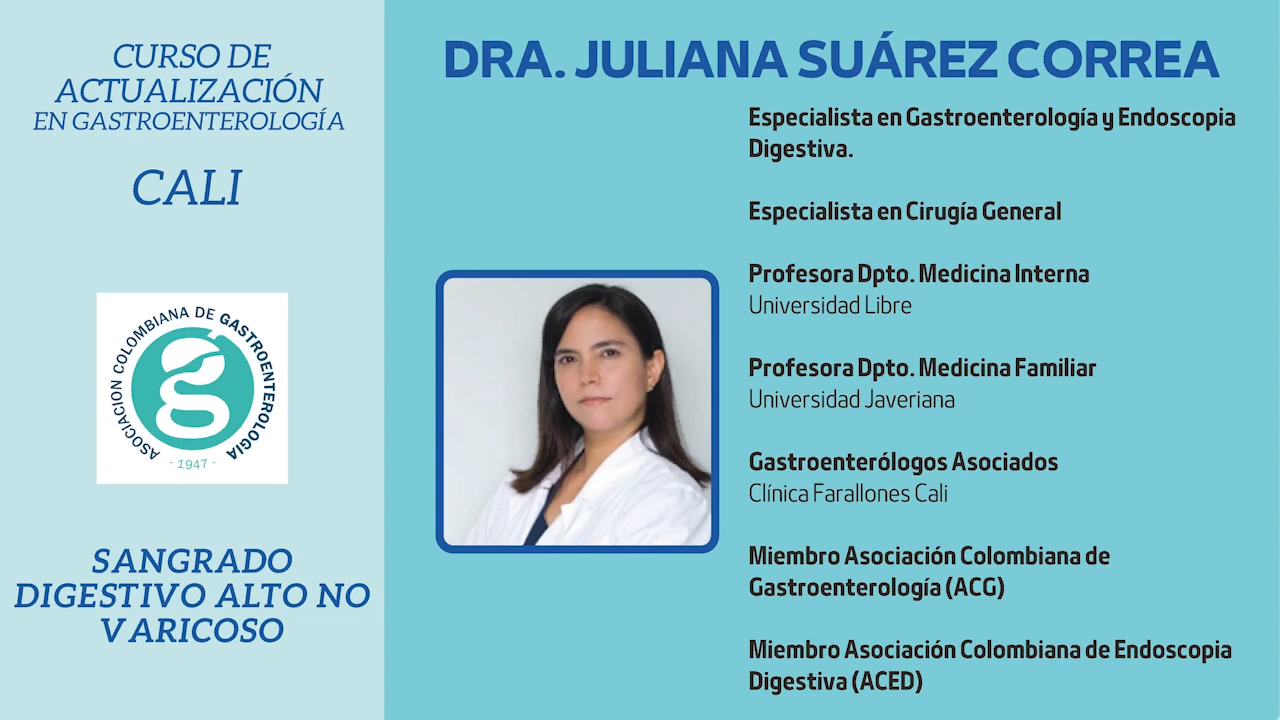 CURSO DE
ACTUALIZACIÓN
EN GASTROENTEROLOGÍA
CALI
ASOCIACION COLOMBIANA DE GASTROENTEROLOGIA
- 1947 -
SANGRADO
DIGESTIVO ALTO NO
VARICOSO
DRA. JULIANA SUÁREZ CORREA
Especialista en Gastroenterología y Endoscopia
Digestiva.
Especialista en Cirugía General
Profesora Dpto. Medicina Interna
Universidad Libre
Profesora Dpto. Medicina Familiar
Universidad Javeriana
Gastroenterólogos Asociados
Clínica Farallones Cali
Miembro Asociación Colombiana de
Gastroenterología (ACG)
Miembro Asociación Colombiana de Endoscopia
Digestiva (ACED)